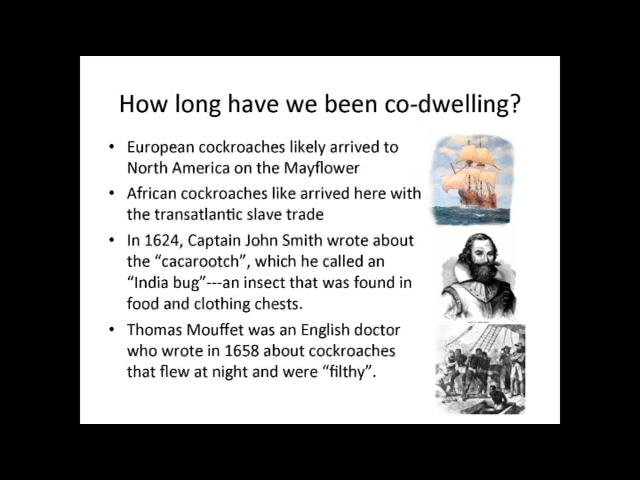 How long have we been co-dwelling?
• European cockroaches likely arrived to
North America on the Mayflower
• African cockroaches like arrived here with
the transatlantic slave trade
• In 1624, Captain John Smith wrote about
the “cacarootch”, which he called an
“India bug”---an insect that was found in
food and clothing chests.
• Thomas Mouffet was an English doctor
who wrote in 1658 about cockroaches
that flew at night and were “filthy”.